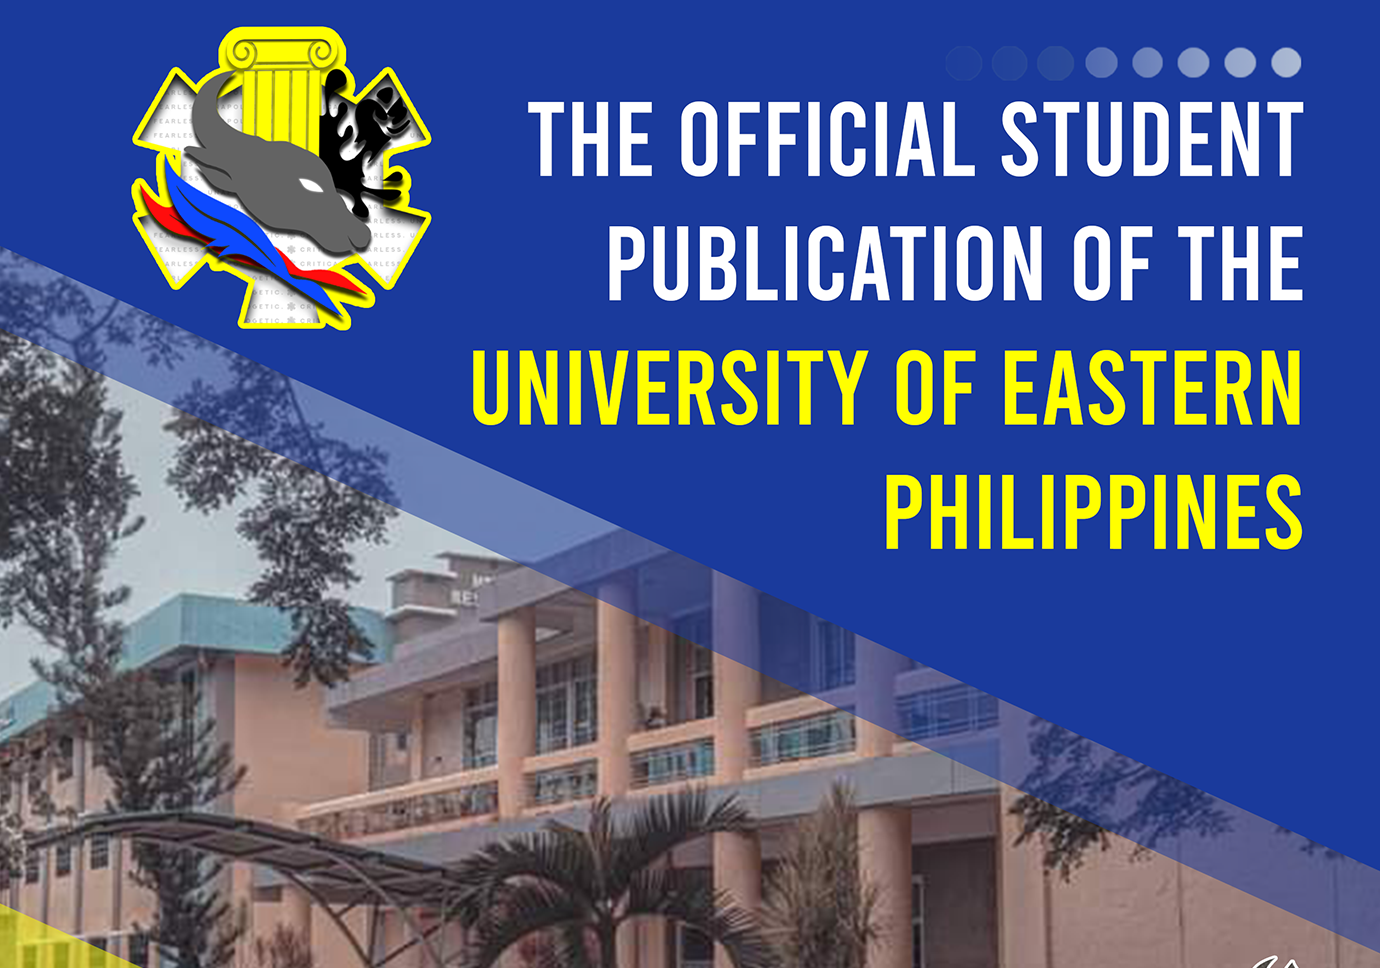 THE OFFICIAL STUDENT
PUBLICATION OF THE
UNIVERSITY OF EASTERN
PHILIPPINES